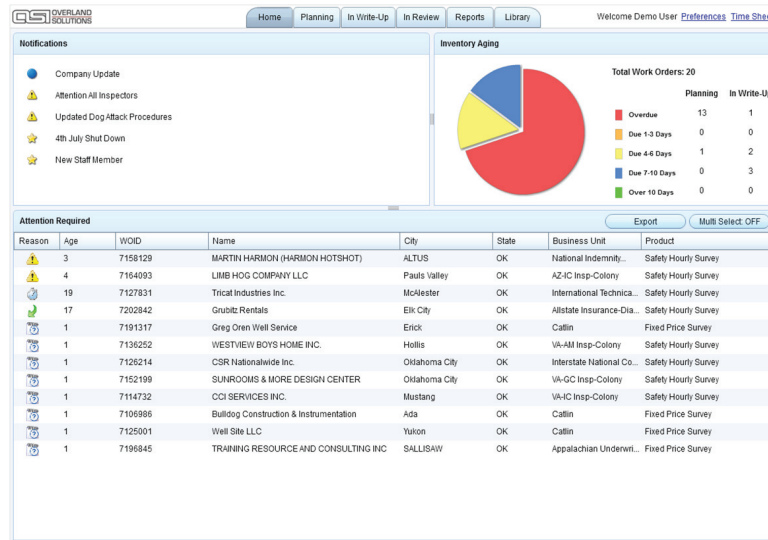 QSI OVERLAND SOLUTIONS
Home Planning In Write-Up In Review Reports Library
Welcome Demo User Preferences Time Shee
Notifications
Company Update
Attention All Inspectors
Updated Dog Attack Procedures
4th July Shut Down
New Staff Member
Inventory Aging
Total Work Orders: 20
Planning In Write-U
Overdue 13 1
Due 1-3 Days 0 0
Due 4-6 Days 1 2
Due 7-10 Days 0 3
Over 10 Days 0 0
Attention Required Export Multi Select: OFF
Reason Age WOID Name City State Business Unit Product
3 7158129 MARTIN HARMON (HARMON HOTSHOT) ALTUS OK National Indemnity... Safety Hourly Survey
4 7164093 LIMB HOG COMPANY LLC Pauls Valley OK AZ-IC Insp-Colony Safety Hourly Survey
19 7127831 Tricat Industries Inc. McAlester OK International Technica... Safety Hourly Survey
17 7202842 Grubitz Rentals Elk City OK Allstate Insurance-Dia... Safety Hourly Survey
1 7191317 Greg Oren Well Service Erick OK Catlin Fixed Price Survey
1 7136252 WESTVIEW BOYS HOME INC. Hollis OK VA-AM Insp-Colony Safety Hourly Survey
1 7126214 CSR Nationalwide Inc. Oklahoma City OK Interstate National Co... Safety Hourly Survey
1 7152199 SUNROOMS & MORE DESIGN CENTER Oklahoma City OK VA-GC Insp-Colony Safety Hourly Survey
1 7114732 CCI SERVICES INC. Mustang OK VA-IC Insp-Colony Safety Hourly Survey
1 7106986 Bulldog Construction & Instrumentation Ada OK Catlin Fixed Price Survey
1 7125001 Well Site LLC Yukon OK Catlin Fixed Price Survey
1 7196845 TRAINING RESOURCE AND CONSULTING INC SALLISAW OK Appalachian Underwri... Fixed Price Survey